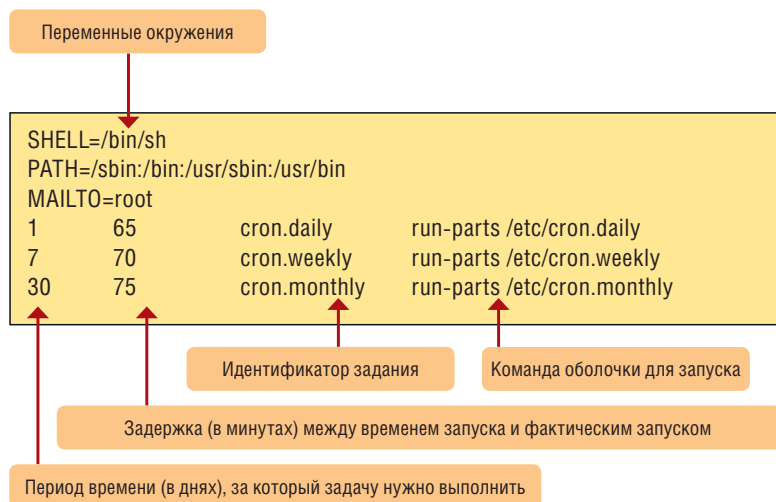 Переменные окружения
SHELL=/bin/sh
PATH=/sbin:/bin:/usr/sbin:/usr/bin
MAILTO=root
1 65 cron.daily run-parts /etc/cron.daily
7 70 cron.weekly run-parts /etc/cron.weekly
30 75 cron.monthly run-parts /etc/cron.monthly
Идентификатор задания Команда оболочки для запуска
Задержка (в минутах) между временем запуска и фактическим запуском
Период времени (в днях), за который задачу нужно выполнить